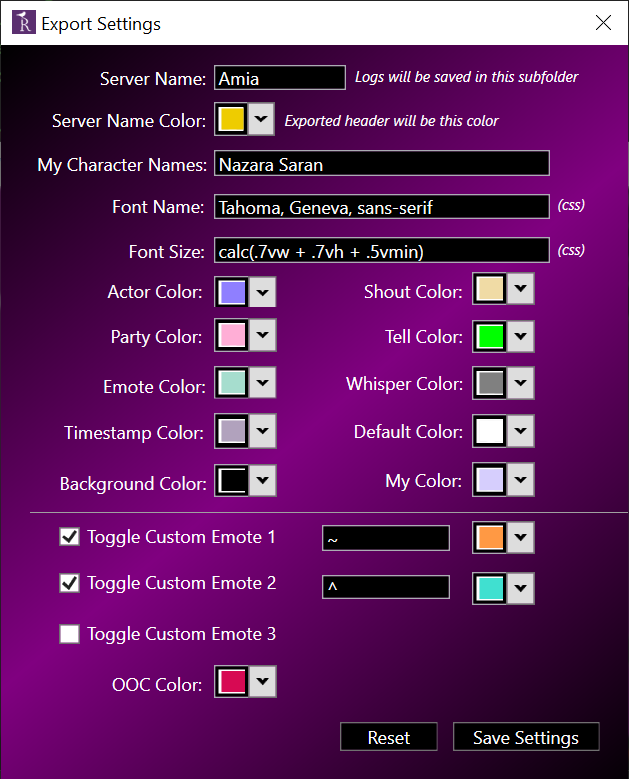 R Export Settings
Server Name: Amia Logs will be saved in this subfolder
Server Name Color: Exported header will be this color
My Character Names: Nazara Saran
Font Name: Tahoma, Geneva, sans-serif (css)
Font Size: calc(.7vw + .7vh + .5vmin) (css)
Actor Color: Shout Color:
Party Color: Tell Color:
Emote Color: Whisper Color:
Timestamp Color: Default Color:
Background Color: My Color:
Toggle Custom Emote 1 ~
Toggle Custom Emote 2 ^
Toggle Custom Emote 3
OOC Color:
Reset Save Settings